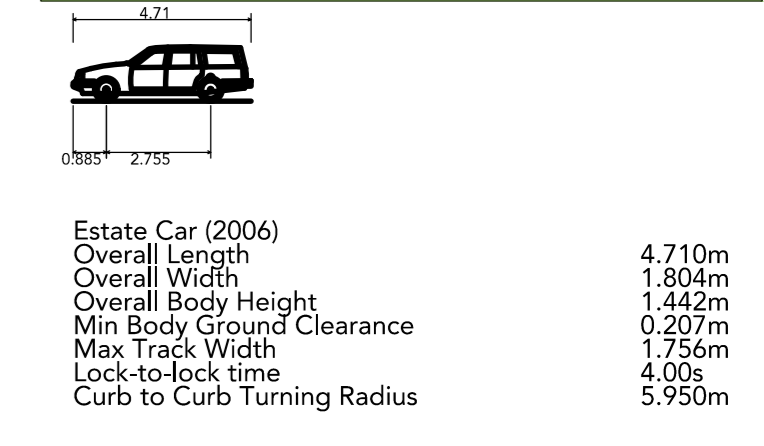 4.71
0.885 2.755
Estate Car (2006)
Overall Length 4.710m
Overall Width 1.804m
Overall Body Height 1.442m
Min Body Ground Clearance 0.207m
Max Track Width 1.756m
Lock-to-lock time 4.00s
Curb to Curb Turning Radius 5.950m